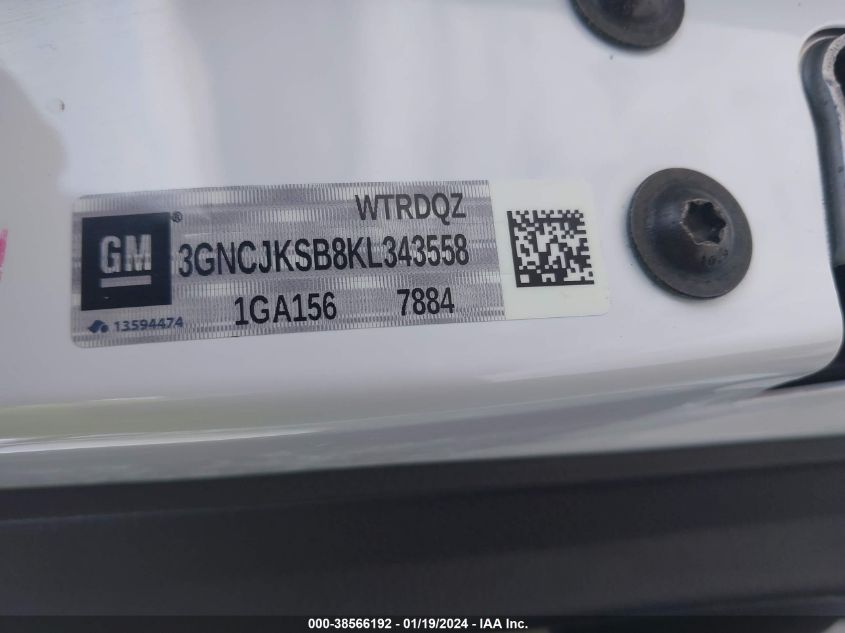 WTRDQZ
GM ® 3GNCJKSB8KL343558
1GA156 7884
13594474
000-38566192 - 01/19/2024 - IAA Inc.